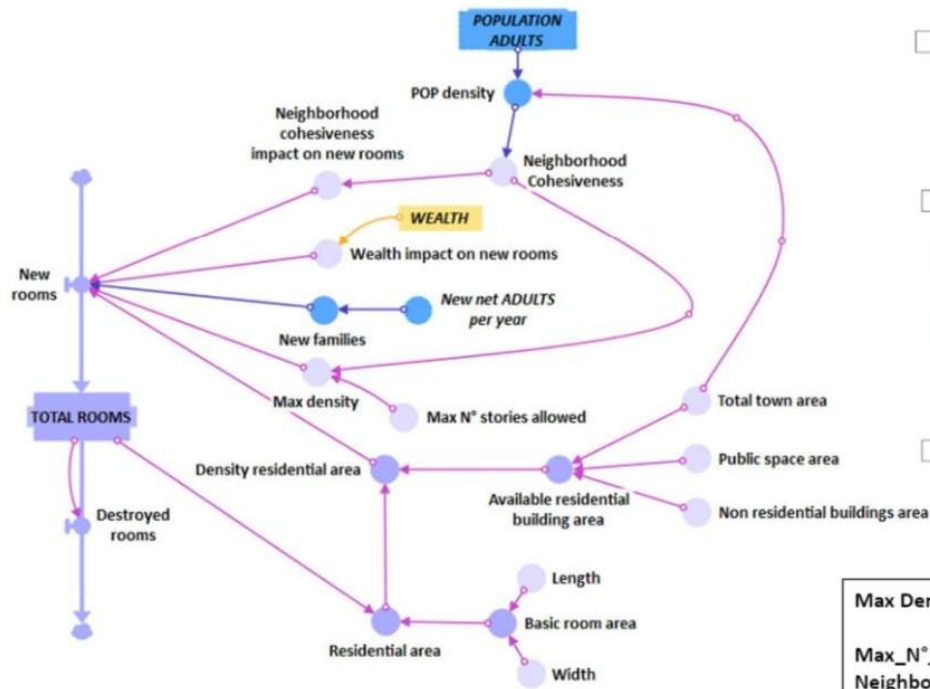 POPULATION
ADULTS
POP density
Neighborhood
cohesiveness
impact on new rooms
Neighborhood
Cohesiveness
WEALTH
Wealth impact on new rooms
New
rooms
New net ADULTS
per year
New families
Max density
Max N° stories allowed
TOTAL ROOMS
Total town area
Density residential area
Public space area
Available residential
building area
Non residential buildings area
Destroyed
rooms
Length
Basic room area
Residential area
Width
Max Den
Max_N°_
Neighbo